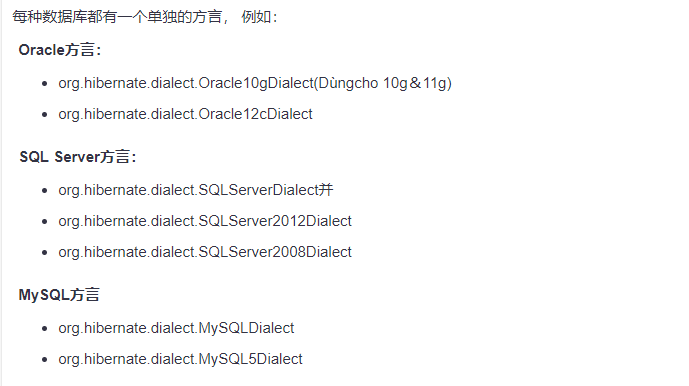 每种数据库都有一个单独的方言， 例如：
Oracle方言：
• org.hibernate.dialect.Oracle10gDialect(Dùngcho 10g＆11g)
• org.hibernate.dialect.Oracle12cDialect
SQL Server方言：
• org.hibernate.dialect.SQLServerDialect并
• org.hibernate.dialect.SQLServer2012Dialect
• org.hibernate.dialect.SQLServer2008Dialect
MySQL方言
• org.hibernate.dialect.MySQLDialect
• org.hibernate.dialect.MySQL5Dialect